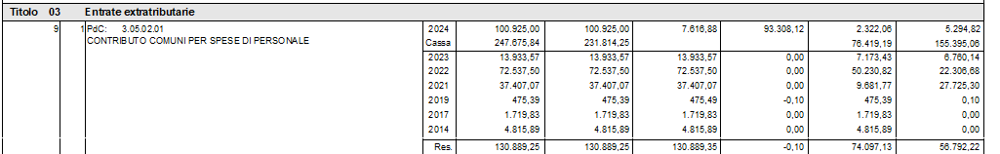 Titolo 03 Entrate extratributarie
9 1 PdC: 3.05.02.01 2024 100.925,00 100.925,00 7.616,88 93.308,12 2.322,06 5.294,82
CONTRIBUTO COMUNI PER SPESE DI PERSONALE Cassa 247.675,84 231.814,25 76.419,19 155.395,06
2023 13.933,57 13.933,57 13.933,57 0,00 7.173,43 6.760,14
2022 72.537,50 72.537,50 72.537,50 0,00 50.230,82 22.306,68
2021 37.407,07 37.407,07 37.407,07 0,00 9.681,77 27.725,30
2019 475,39 475,39 475,49 -0,10 475,39 0,10
2017 1.719,83 1.719,83 1.719,83 0,00 1.719,83 0,00
2014 4.815,89 4.815,89 4.815,89 0,00 4.815,89 0,00
Res. 130.889,25 130.889,25 130.889,35 -0,10 74.097,13 56.792,22